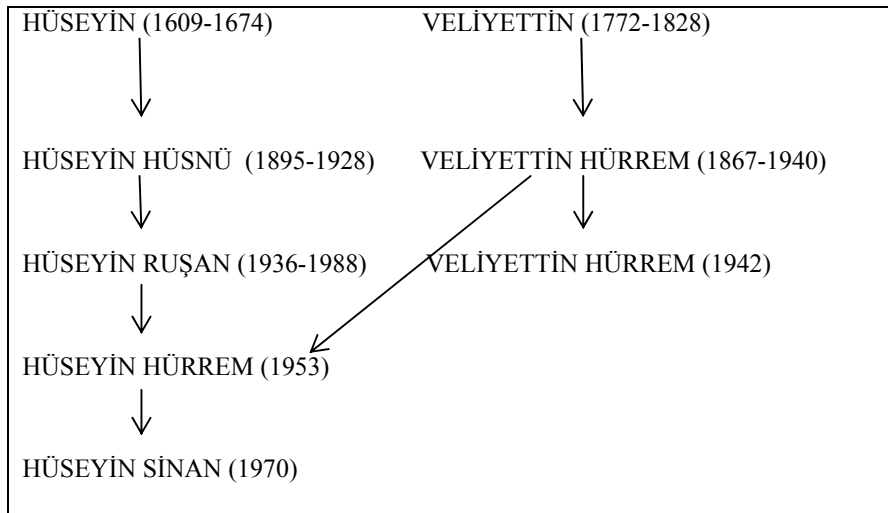 HÜSEYİN (1609-1674) VELİYETTİN (1772-1828)
HÜSEYİN HÜSNÜ (1895-1928) VELİYETTİN HÜRREM (1867-1940)
HÜSEYİN RUŞAN (1936-1988) VELİYETTİN HÜRREM (1942)
HÜSEYİN HÜRREM (1953)
HÜSEYİN SİNAN (1970)